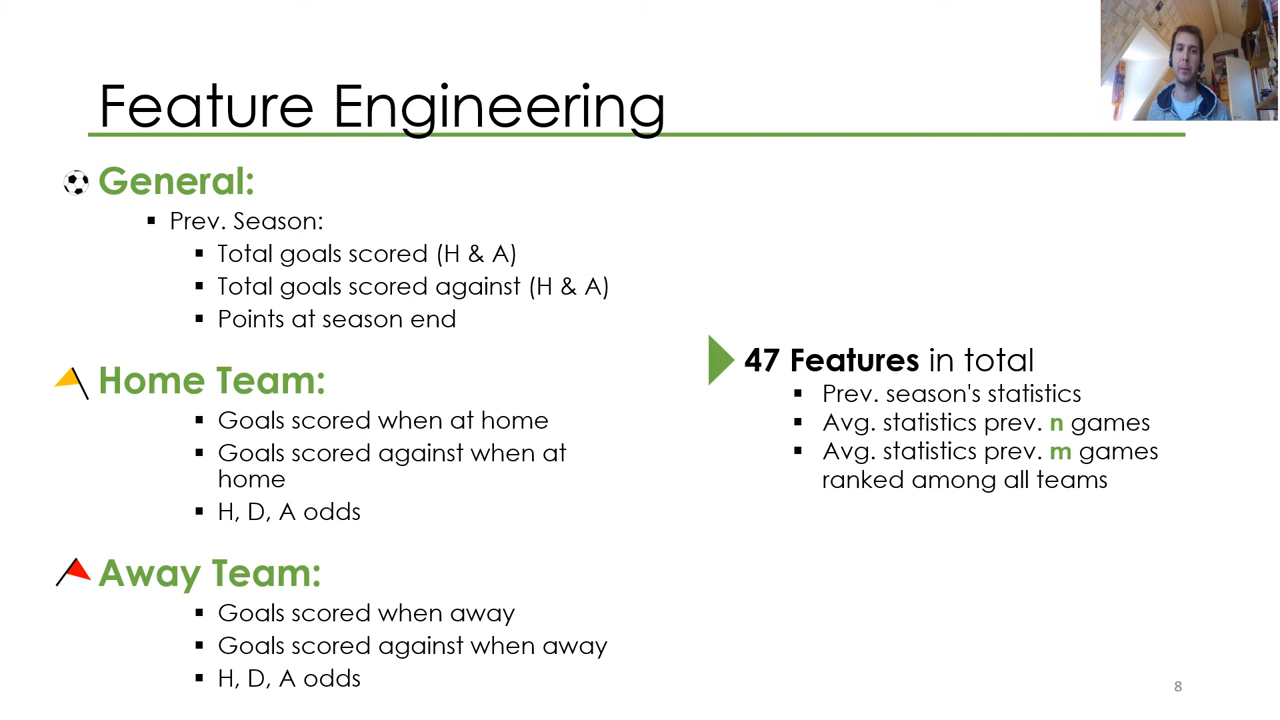 Feature Engineering
General:
Prev. Season:
Total goals scored (H & A)
Total goals scored against (H & A)
Points at season end
Home Team:
Goals scored when at home
Goals scored against when at
home
H, D, A odds
Away Team:
Goals scored when away
Goals scored against when away
H, D, A odds
47 Features in total
Prev. season's statistics
Avg. statistics prev. n games
Avg. statistics prev. m games
ranked among all teams
8